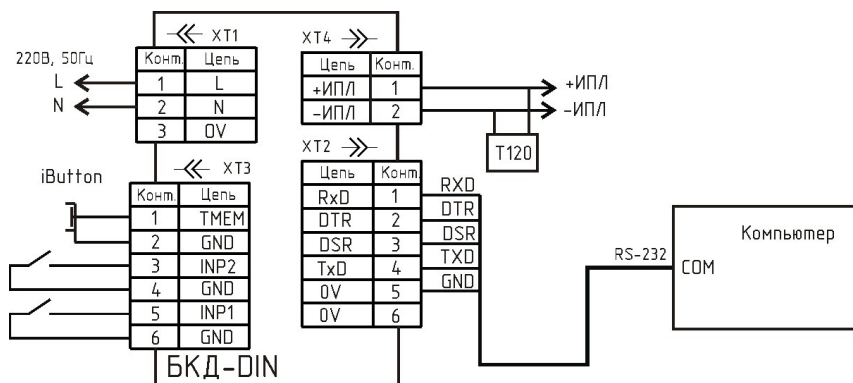 220В, 50Гц
L
N
XT1
Конт. Цепь
1 L
2 N
3 0V
XT4
Цепь Конт.
+ИПЛ 1
-ИПЛ 2
+ИПЛ
-ИПЛ
T120
iButton
XT3
Конт. Цепь
1 TMEM
2 GND
3 INP2
4 GND
5 INP1
6 GND
XT2
Цепь Конт.
RxD 1
DTR 2
DSR 3
TxD 4
0V 5
0V 6
RXD
DTR
DSR
TXD
GND
RS-232
Компьютер
COM
БКД-DIN